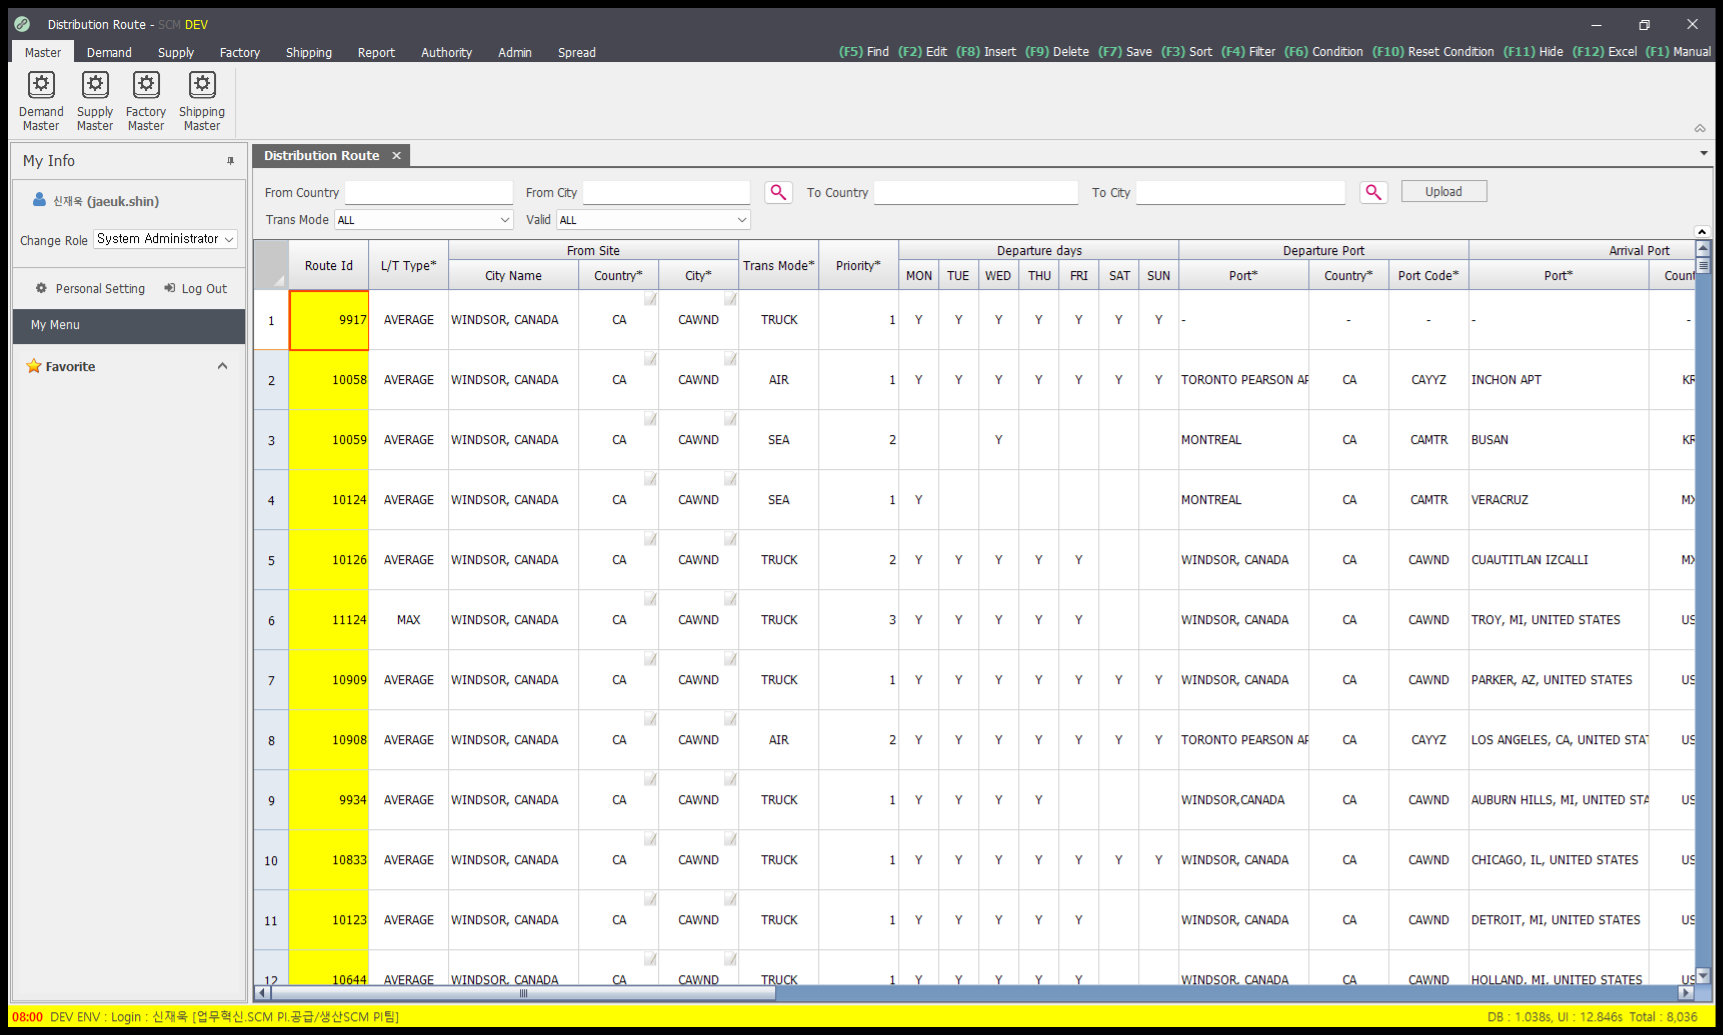 Distribution Route - SCM DEV
Master Demand Supply Factory Shipping Report Authority Admin Spread (F5) Find (F2) Edit (F8) Insert (F9) Delete (F7) Save (F3) Sort (F4) Filter (F6) Condition (F10) Reset Condition (F11) Hide (F12) Excel (F1) Manual
Demand Master Supply Master Factory Master Shipping Master
My Info
신재욱 (jaeuk.shin)
Change Role System Administrator
Personal Setting Log Out
My Menu
Favorite
Distribution Route
From Country From City To Country To City Upload
Trans Mode ALL Valid ALL
From Site Departure days Departure Port Arrival Port
Route Id L/T Type* City Name Country* City* Trans Mode* Priority* MON TUE WED THU FRI SAT SUN Port* Country* Port Code* Port* Count
1 9917 AVERAGE WINDSOR, CANADA CA CAWND TRUCK 1 Y Y Y Y Y Y Y - - - - -
2 10058 AVERAGE WINDSOR, CANADA CA CAWND AIR 1 Y Y Y Y Y Y Y TORONTO PEARSON AP CA CAYYZ INCHON APT KR
3 10059 AVERAGE WINDSOR, CANADA CA CAWND SEA 2 Y MONTREAL CA CAMTR BUSAN KR
4 10124 AVERAGE WINDSOR, CANADA CA CAWND SEA 1 Y MONTREAL CA CAMTR VERACRUZ MX
5 10126 AVERAGE WINDSOR, CANADA CA CAWND TRUCK 2 Y Y Y Y Y WINDSOR, CANADA CA CAWND CUAUTITLAN IZCALLI MX
6 11124 MAX WINDSOR, CANADA CA CAWND TRUCK 3 Y Y Y Y Y WINDSOR, CANADA CA CAWND TROY, MI, UNITED STATES US
7 10909 AVERAGE WINDSOR, CANADA CA CAWND TRUCK 1 Y Y Y Y Y Y Y WINDSOR, CANADA CA CAWND PARKER, AZ, UNITED STATES US
8 10908 AVERAGE WINDSOR, CANADA CA CAWND AIR 2 Y Y Y Y Y Y Y TORONTO PEARSON AP CA CAYYZ LOS ANGELES, CA, UNITED STAT US
9 9934 AVERAGE WINDSOR, CANADA CA CAWND TRUCK 1 Y Y Y Y WINDSOR,CANADA CA CAWND AUBURN HILLS, MI, UNITED STA US
10 10833 AVERAGE WINDSOR, CANADA CA CAWND TRUCK 1 Y Y Y Y Y Y Y WINDSOR, CANADA CA CAWND CHICAGO, IL, UNITED STATES US
11 10123 AVERAGE WINDSOR, CANADA CA CAWND TRUCK 1 Y Y Y Y Y WINDSOR, CANADA CA CAWND DETROIT, MI, UNITED STATES US
12 10644 AVERAGE WINDSOR, CANADA CA CAWND TRUCK 1 Y Y Y Y Y WINDSOR, CANADA CA CAWND HOLLAND, MI, UNITED STATES US
08:00 DEV ENV : Login : 신재욱 [업무혁신.SCM PI.공급/생산SCM PI팀] DB : 1.038s, UI : 12.846s Total : 8,036